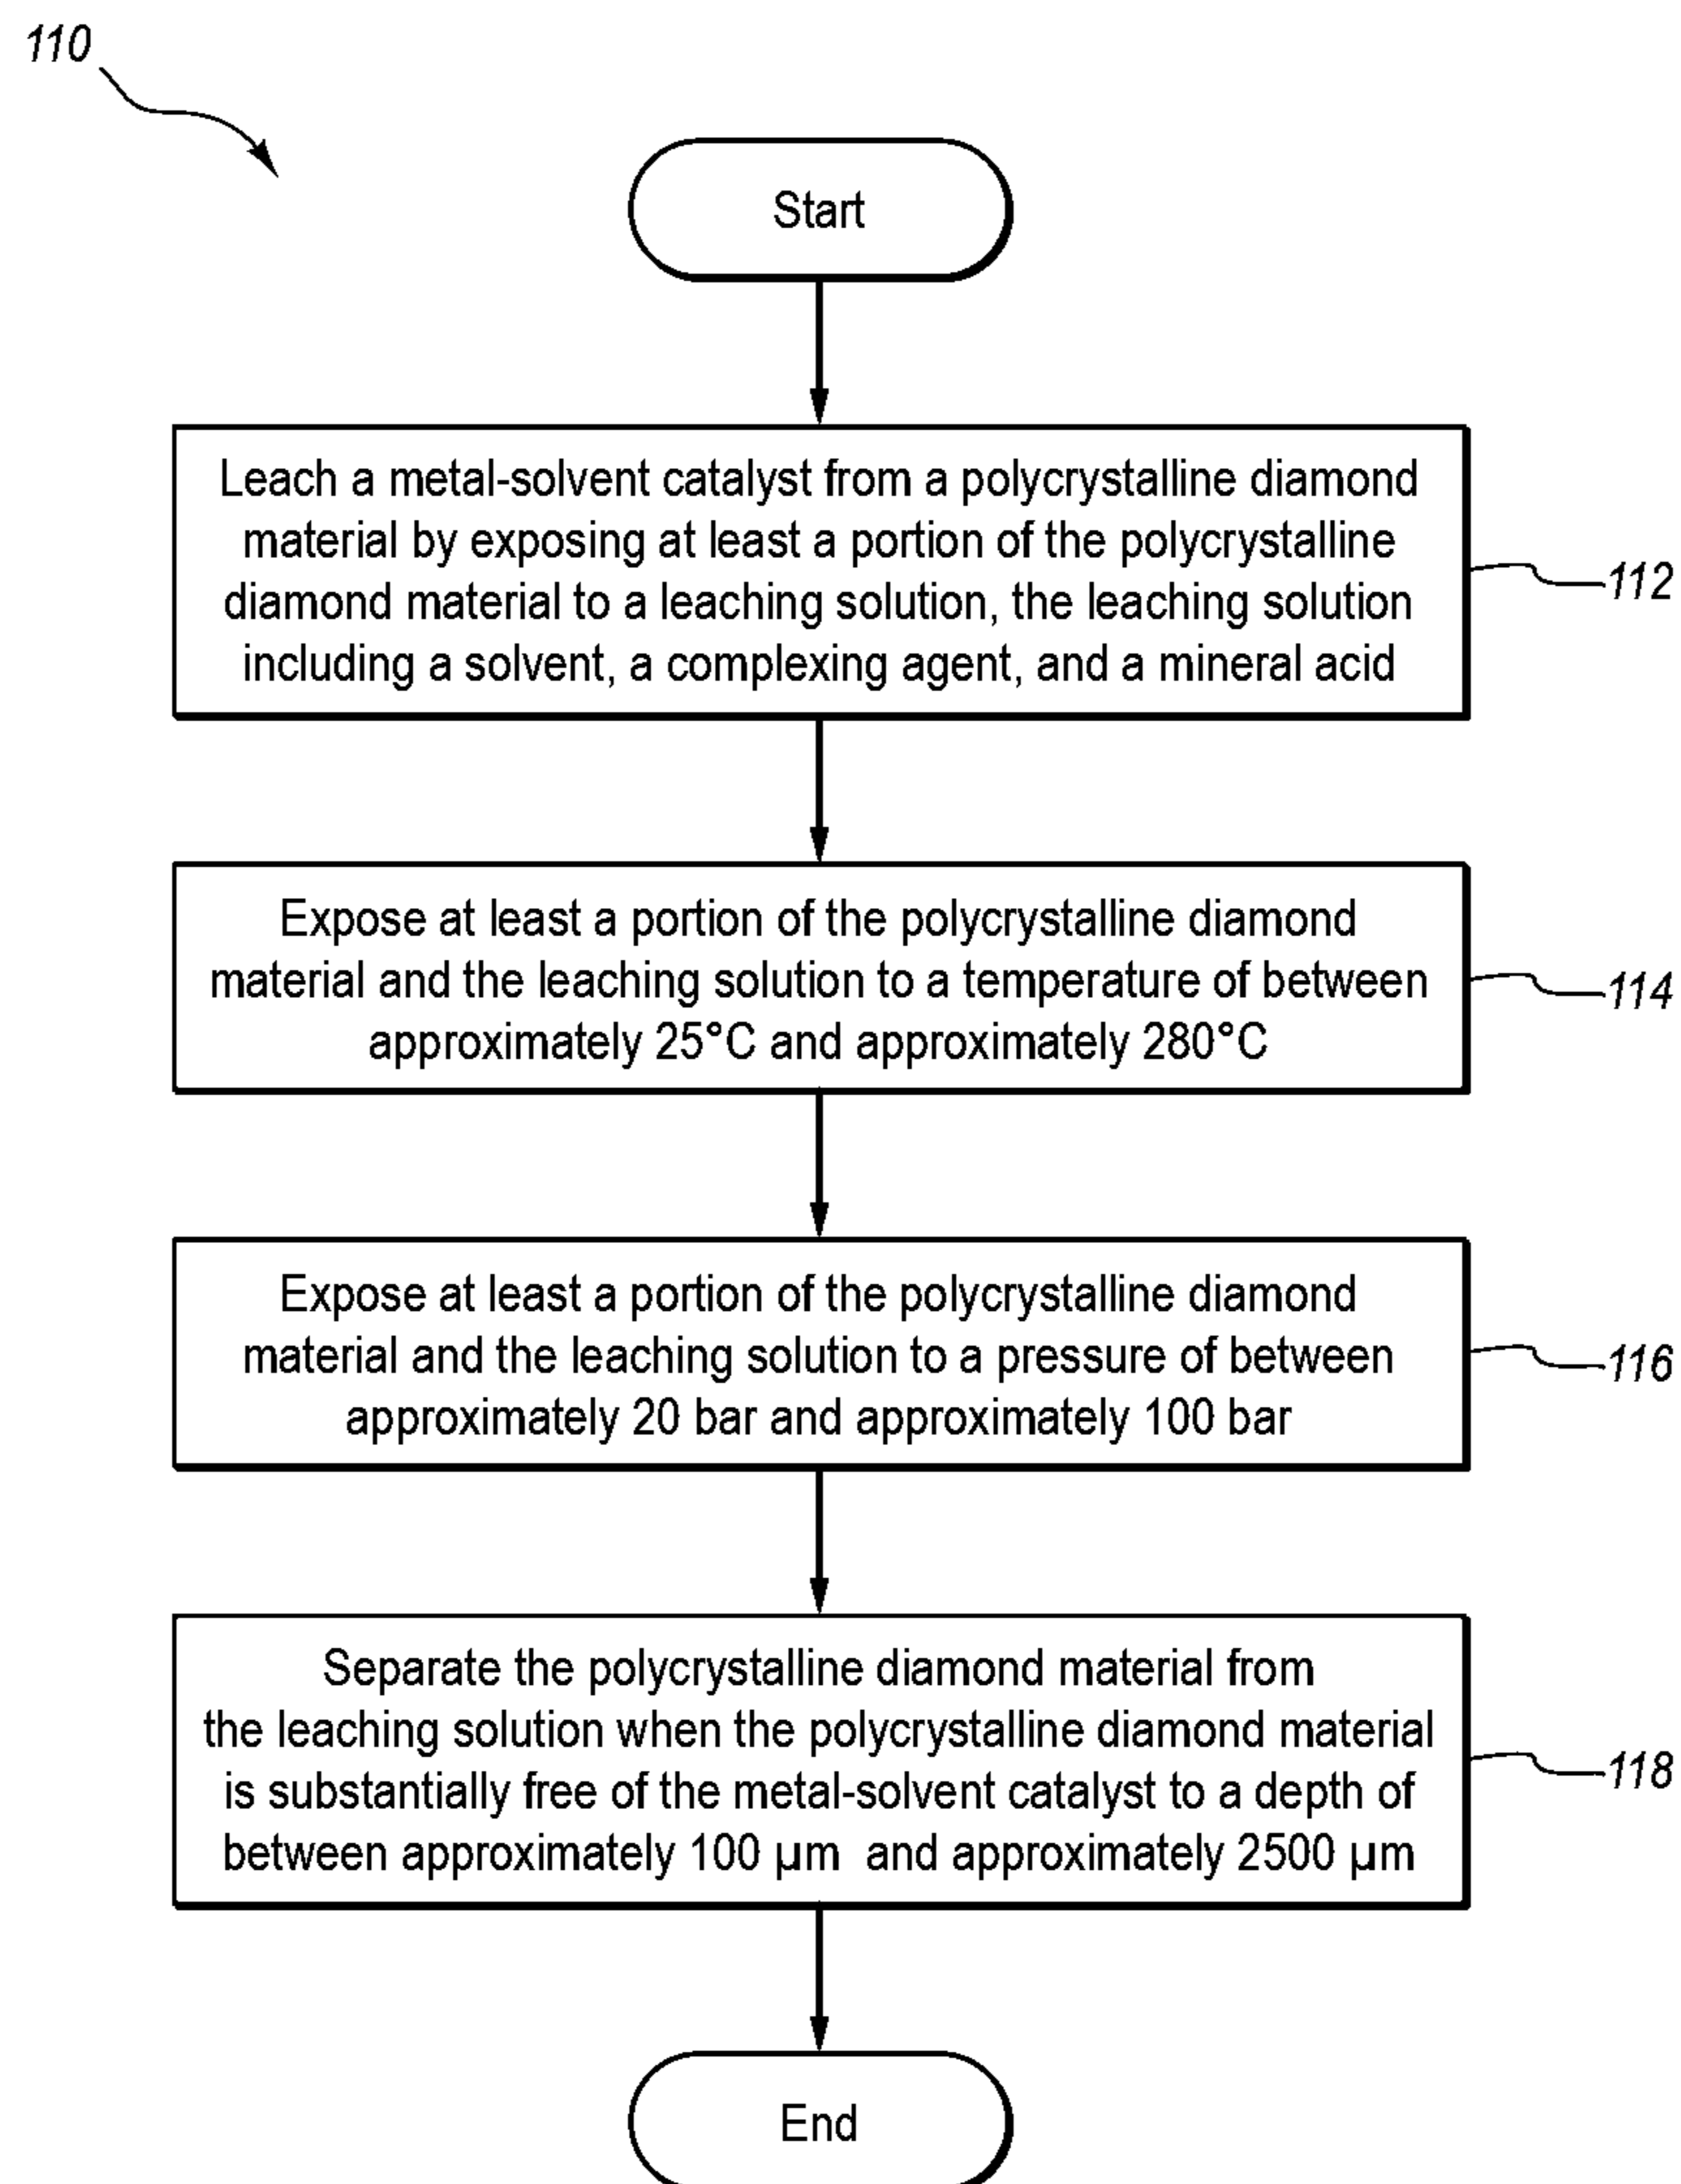 110
Start
Leach a metal-solvent catalyst from a polycrystalline diamond
material by exposing at least a portion of the polycrystalline
diamond material to a leaching solution, the leaching solution
including a solvent, a complexing agent, and a mineral acid
112
Expose at least a portion of the polycrystalline diamond
material and the leaching solution to a temperature of between
approximately 25°C and approximately 280°C
114
Expose at least a portion of the polycrystalline diamond
material and the leaching solution to a pressure of between
approximately 20 bar and approximately 100 bar
116
Separate the polycrystalline diamond material from
the leaching solution when the polycrystalline diamond material
is substantially free of the metal-solvent catalyst to a depth of
between approximately 100 µm and approximately 2500 µm
118
End